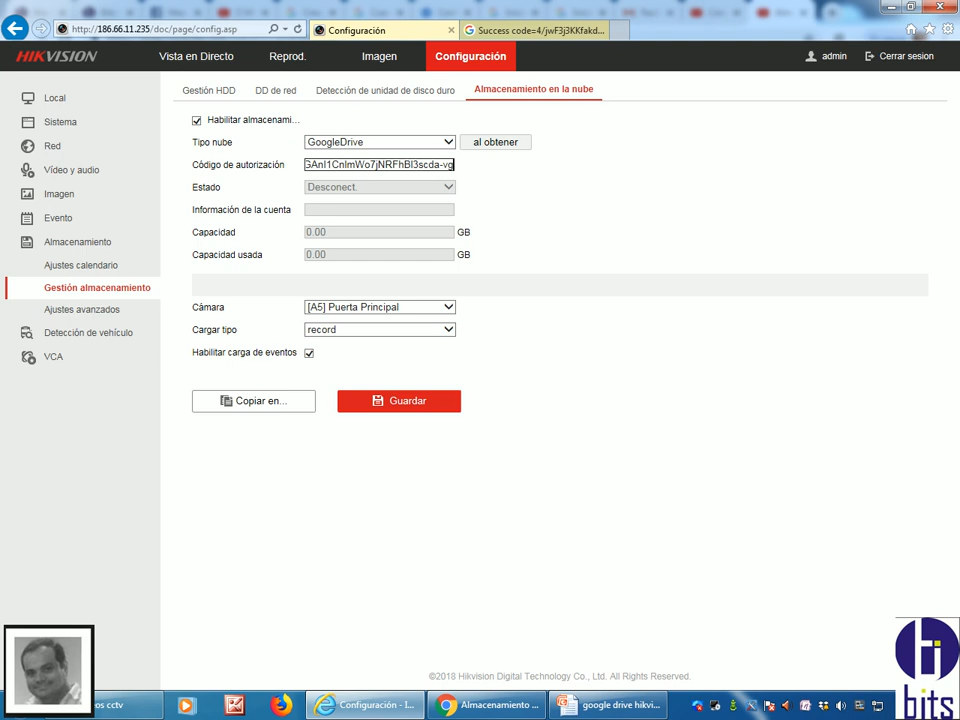 http://186.66.11.235/doc/page/config.asp
Configuración
Success code=4/jwF3j3KKfakd...
HIKVISION
Vista en Directo
Reprod.
Imagen
Configuración
admin
Cerrar sesion
Local
Sistema
Red
Vídeo y audio
Imagen
Evento
Almacenamiento
Ajustes calendario
Gestión almacenamiento
Ajustes avanzados
Detección de vehículo
VCA
Gestión HDD
DD de red
Detección de unidad de disco duro
Almacenamiento en la nube
Habilitar almacenami...
Tipo nube
GoogleDrive
al obtener
Código de autorización
GAnI1CnlmWo7jNRFhBl3scda-vg
Estado
Desconect.
Información de la cuenta
Capacidad
0.00
GB
Capacidad usada
0.00
GB
Cámara
[A5] Puerta Principal
Cargar tipo
record
Habilitar carga de eventos
Copiar en...
Guardar
©2018 Hikvision Digital Technology Co., Ltd. All Rights Reserved.
hi
bits
eos cctv
Configuración - I...
Almacenamiento ...
google drive hikvi...